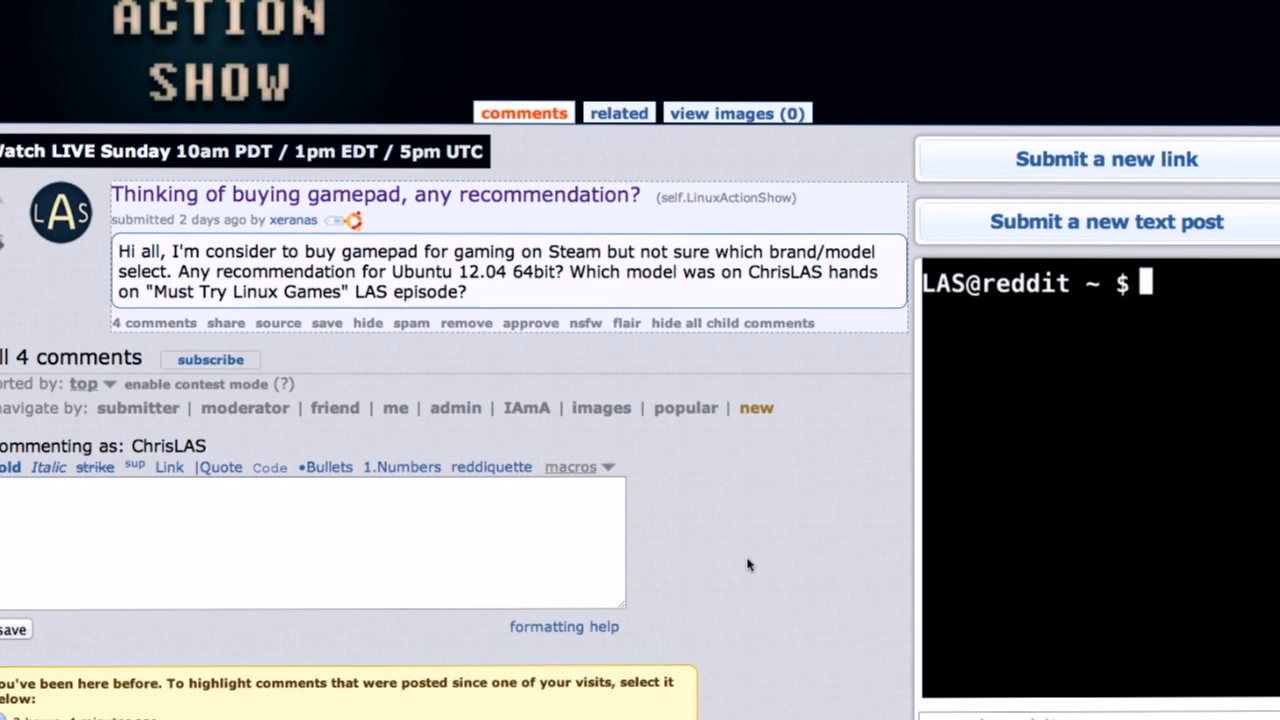 ACTION
SHOW
comments related view images (0)
Watch LIVE Sunday 10am PDT / 1pm EDT / 5pm UTC
Submit a new link
LAS
Thinking of buying gamepad, any recommendation? (self.LinuxActionShow)
submitted 2 days ago by xeranas
Submit a new text post
Hi all, I'm consider to buy gamepad for gaming on Steam but not sure which brand/model
select. Any recommendation for Ubuntu 12.04 64bit? Which model was on ChrisLAS hands
on "Must Try Linux Games" LAS episode?
LAS@reddit ~ $
4 comments share source save hide spam remove approve nsfw flair hide all child comments
ll 4 comments subscribe
orted by: top enable contest mode (?)
navigate by: submitter | moderator | friend | me | admin | IAmA | images | popular | new
ommenting as: ChrisLAS
old Italic strike sup Link |Quote Code •Bullets 1.Numbers reddiquette macros
save
formatting help
ou've been here before. To highlight comments that were posted since one of your visits, select it
elow: